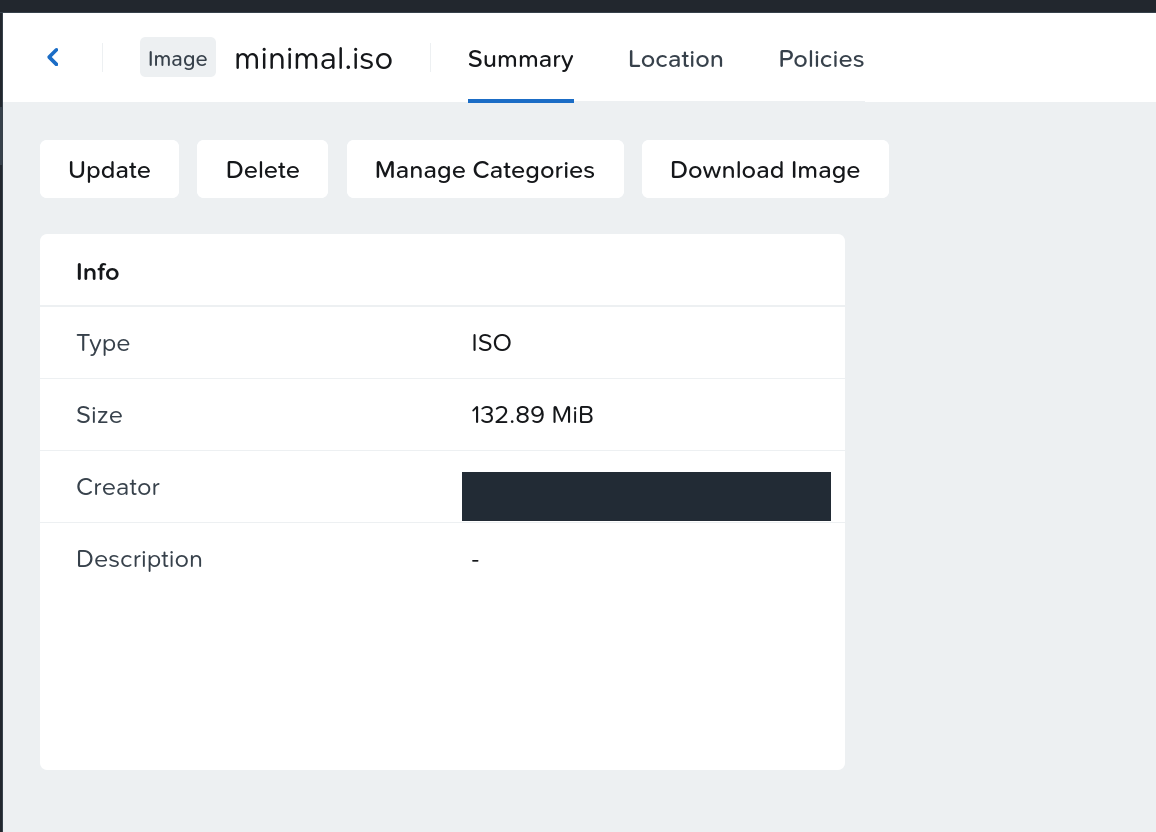 Image minimal.iso Summary Location Policies
Update Delete Manage Categories Download Image
Info
Type ISO
Size 132.89 MiB
Creator
Description -